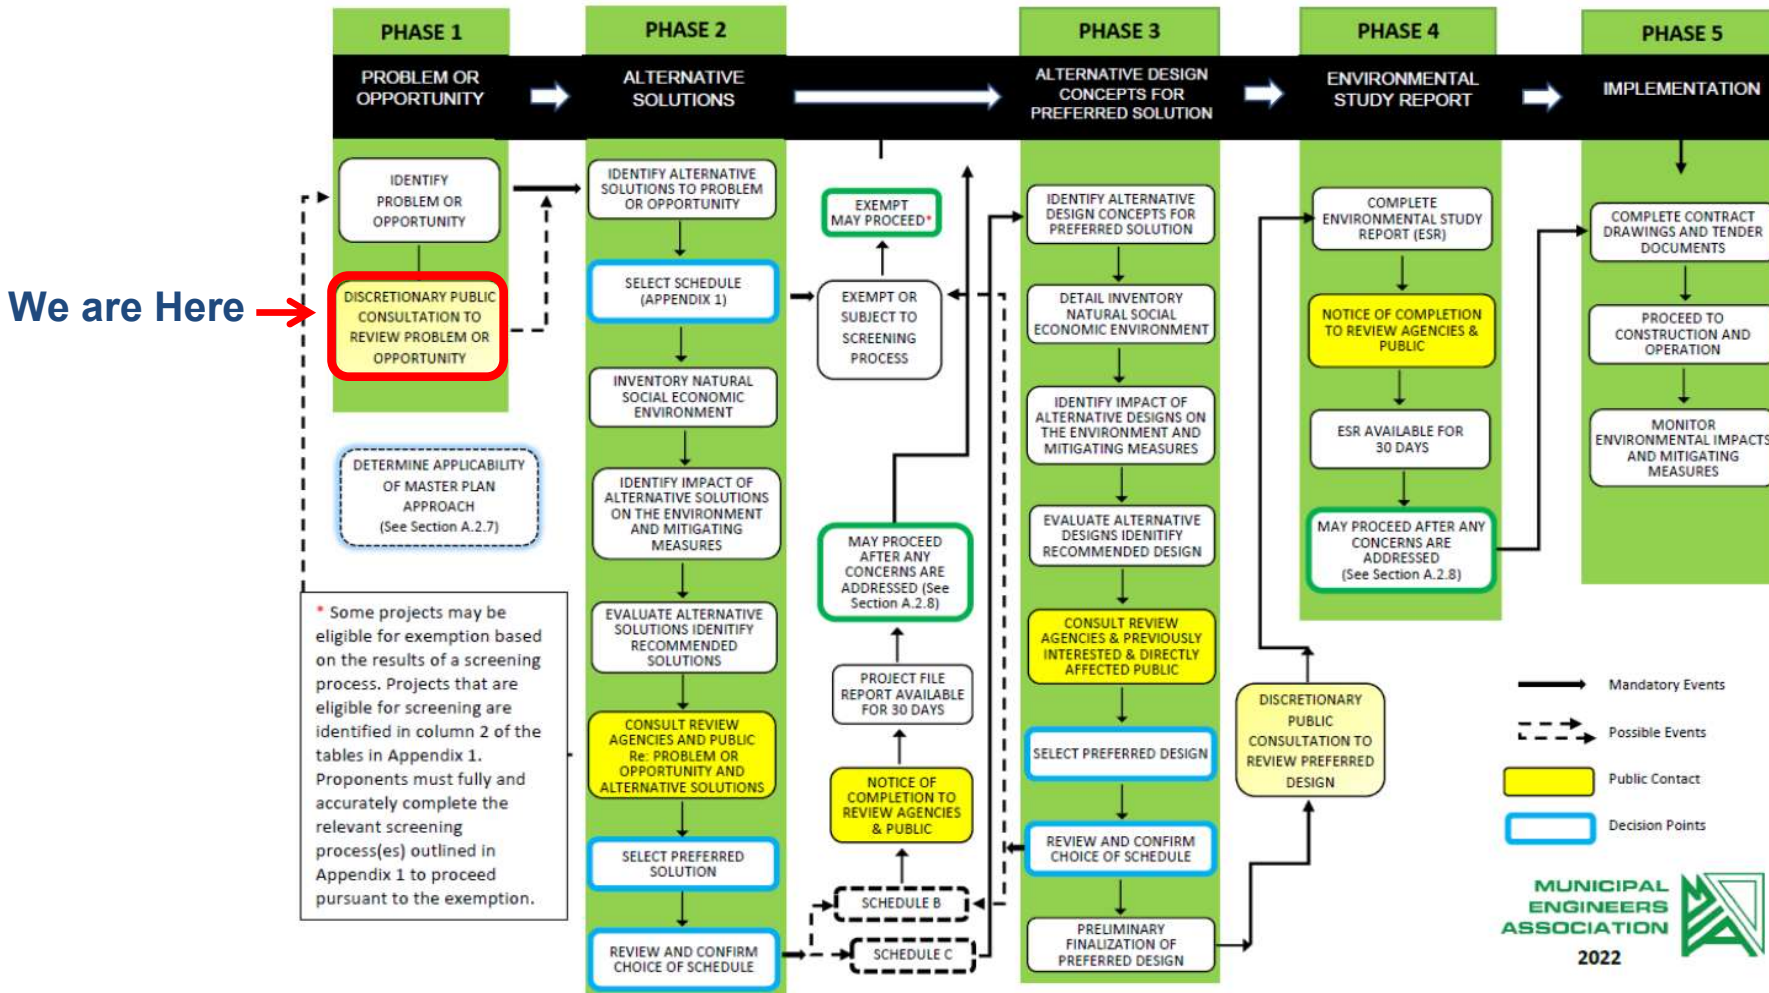 PHASE 1
PROBLEM OR
OPPORTUNITY
IDENTIFY
PROBLEM OR
OPPORTUNITY
We are Here
DISCRETIONARY PUBLIC
CONSULTATION TO
REVIEW PROBLEM OR
OPPORTUNITY
DETERMINE APPLICABILITY
OF MASTER PLAN
APPROACH
(See Section A.2.7)
* Some projects may be
eligible for exemption based
on the results of a screening
process. Projects that are
eligible for screening are
identified in column 2 of the
tables in Appendix 1.
Proponents must fully and
accurately complete the
relevant screening
process(es) outlined in
Appendix 1 to proceed
pursuant to the exemption.
PHASE 2
ALTERNATIVE
SOLUTIONS
IDENTIFY ALTERNATIVE
SOLUTIONS TO PROBLEM
OR OPPORTUNITY
SELECT SCHEDULE
(APPENDIX 1)
INVENTORY NATURAL
SOCIAL ECONOMIC
ENVIRONMENT
IDENTIFY IMPACT OF
ALTERNATIVE SOLUTIONS
ON THE ENVIRONMENT
AND MITIGATING
MEASURES
EVALUATE ALTERNATIVE
SOLUTIONS IDENITIFY
RECOMMENDED
SOLUTIONS
CONSULT REVIEW
AGENCIES AND PUBLIC
Re: PROBLEM OR
OPPORTUNITY AND
ALTERNATIVE SOLUTIONS
SELECT PREFERRED
SOLUTION
REVIEW AND CONFIRM
CHOICE OF SCHEDULE
EXEMPT
MAY PROCEED*
EXEMPT OR
SUBJECT TO
SCREENING
PROCESS
MAY PROCEED
AFTER ANY
CONCERNS ARE
ADDRESSED (See
Section A.2.8)
PROJECT FILE
REPORT AVAILABLE
FOR 30 DAYS
NOTICE OF
COMPLETION TO
REVIEW AGENCIES
& PUBLIC
SCHEDULE B
SCHEDULE C
PHASE 3
ALTERNATIVE DESIGN
CONCEPTS FOR
PREFERRED SOLUTION
IDENTIFY ALTERNATIVE
DESIGN CONCEPTS FOR
PREFERRED SOLUTION
DETAIL INVENTORY
NATURAL SOCIAL
ECONOMIC ENVIRONMENT
IDENTIFY IMPACT OF
ALTERNATIVE DESIGNS ON
THE ENVIRONMENT AND
MITIGATING MEASURES
EVALUATE ALTERNATIVE
DESIGNS IDENITIFY
RECOMMENDED DESIGN
CONSULT REVIEW
AGENCIES & PREVIOUSLY
INTERESTED & DIRECTLY
AFFECTED PUBLIC
SELECT PREFERRED DESIGN
REVIEW AND CONFIRM
CHOICE OF SCHEDULE
PRELIMINARY
FINALIZATION OF
PREFERRED DESIGN
DISCRETIONARY
PUBLIC
CONSULTATION TO
REVIEW PREFERRED
DESIGN
PHASE 4
ENVIRONMENTAL
STUDY REPORT
COMPLETE
ENVIRONMENTAL STUDY
REPORT (ESR)
NOTICE OF COMPLETION
TO REVIEW AGENCIES &
PUBLIC
ESR AVAILABLE FOR
30 DAYS
MAY PROCEED AFTER ANY
CONCERNS ARE
ADDRESSED
(See Section A.2.8)
PHASE 5
IMPLEMENTATION
COMPLETE CONTRACT
DRAWINGS AND TENDER
DOCUMENTS
PROCEED TO
CONSTRUCTION AND
OPERATION
MONITOR
ENVIRONMENTAL IMPACTS
AND MITIGATING
MEASURES
Mandatory Events
Possible Events
Public Contact
Decision Points
MUNICIPAL
ENGINEERS
ASSOCIATION
2022